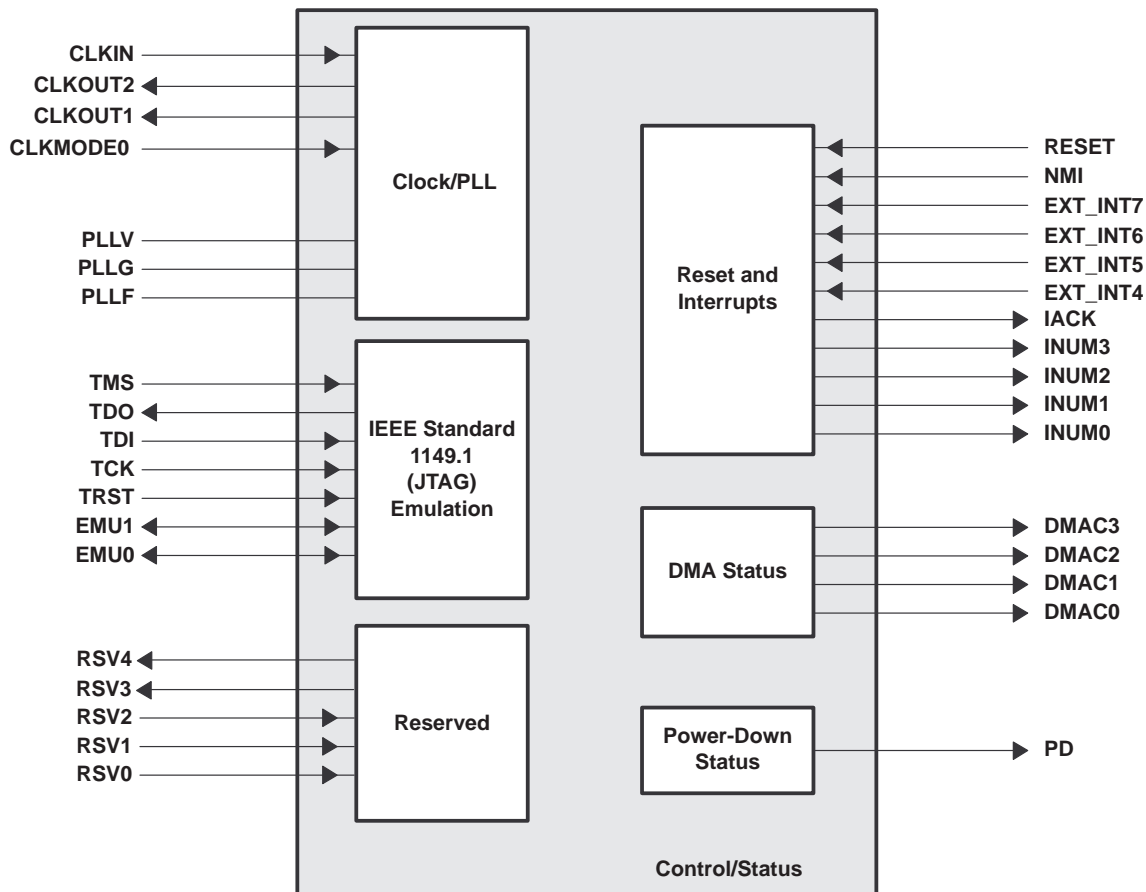 CLKIN
CLKOUT2
CLKOUT1
CLKMODE0
PLLV
PLLG
PLLF
Clock/PLL
TMS
TDO
TDI
TCK
TRST
EMU1
EMU0
IEEE Standard
1149.1
(JTAG)
Emulation
RSV4
RSV3
RSV2
RSV1
RSV0
Reserved
Reset and
Interrupts
RESET
NMI
EXT_INT7
EXT_INT6
EXT_INT5
EXT_INT4
IACK
INUM3
INUM2
INUM1
INUM0
DMA Status
DMAC3
DMAC2
DMAC1
DMAC0
Power-Down
Status
PD
Control/Status